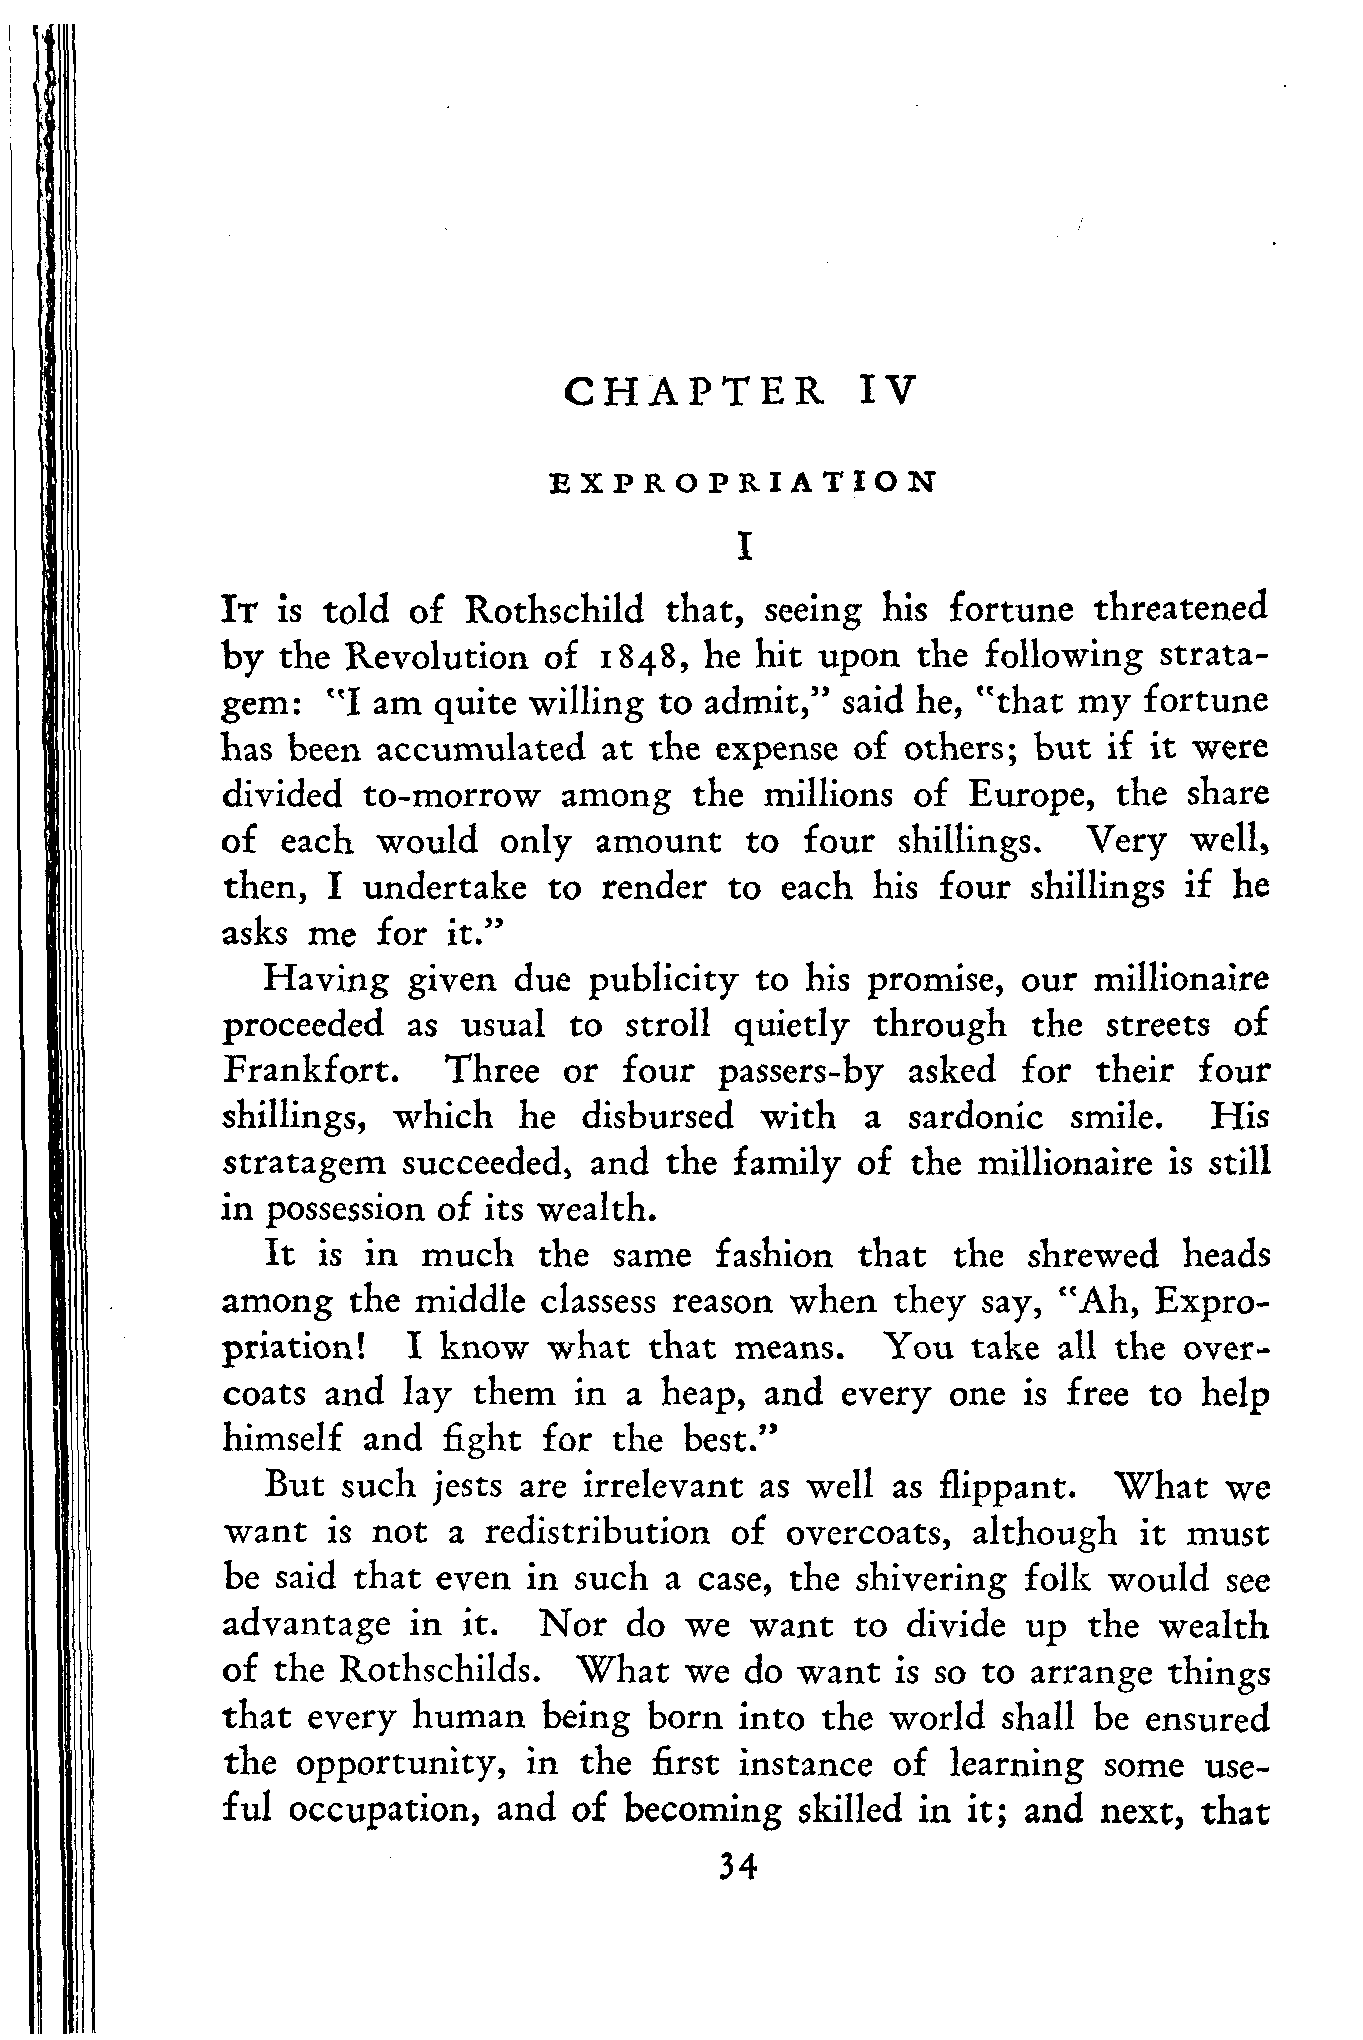 CHAPTER IV
EXPROPRIATION
I
IT is told of Rothschild that, seeing his fortune threatened
by the Revolution of 1848, he hit upon the following strata-
gem: "I am quite willing to admit," said he, "that my fortune
has been accumulated at the expense of others; but if it were
divided to-morrow among the millions of Europe, the share
of each would only amount to four shillings. Very well,
then, I undertake to render to each his four shillings if he
asks me for it."
Having given due publicity to his promise, our millionaire
proceeded as usual to stroll quietly through the streets of
Frankfort. Three or four passers-by asked for their four
shillings, which he disbursed with a sardonic smile. His
stratagem succeeded, and the family of the millionaire is still
in possession of its wealth.
It is in much the same fashion that the shrewed heads
among the middle classess reason when they say, "Ah, Expro-
priation! I know what that means. You take all the over-
coats and lay them in a heap, and every one is free to help
himself and fight for the best."
But such jests are irrelevant as well as flippant. What we
want is not a redistribution of overcoats, although it must
be said that even in such a case, the shivering folk would see
advantage in it. Nor do we want to divide up the wealth
of the Rothschilds. What we do want is so to arrange things
that every human being born into the world shall be ensured
the opportunity, in the first instance of learning some use-
ful occupation, and of becoming skilled in it; and next, that
34